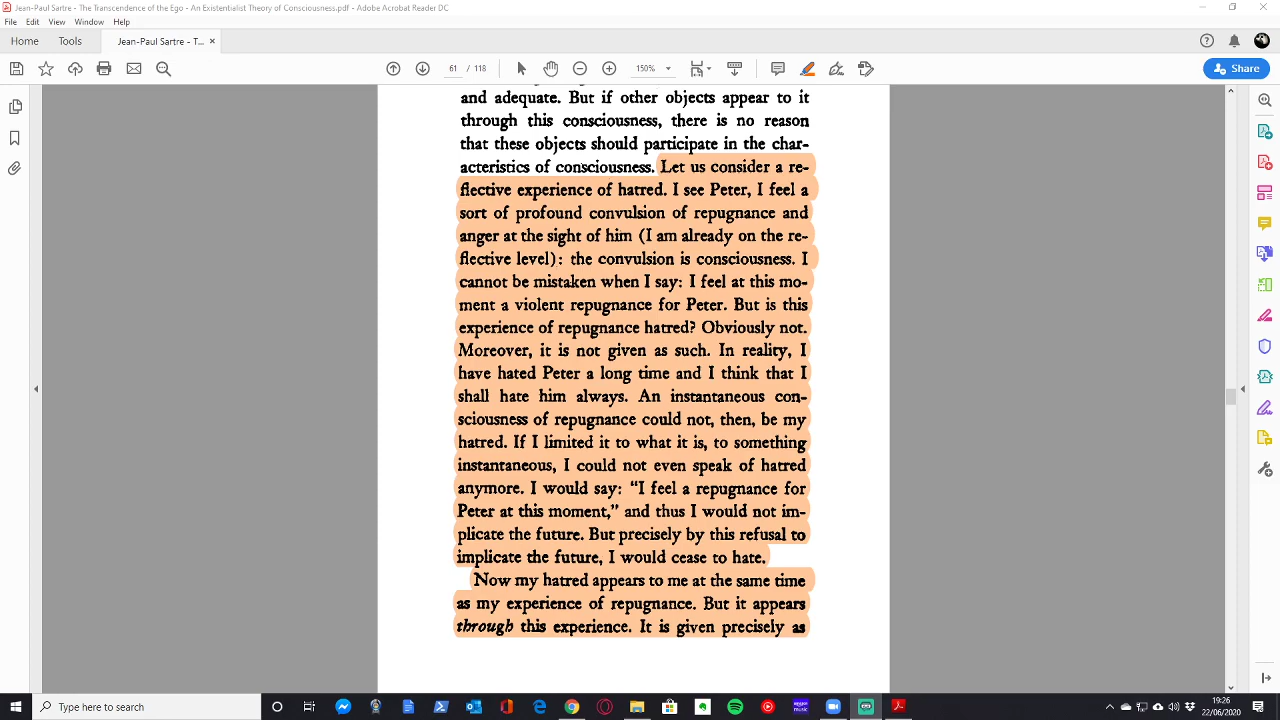 Jean-Paul Sartre - The Transcendence of the Ego - An Existentialist Theory of Consciousness.pdf - Adobe Acrobat Reader DC
File Edit View Window Help
Home Tools Jean-Paul Sartre - T... ×
61 / 118 150% Share
and adequate. But if other objects appear to it
through this consciousness, there is no reason
that these objects should participate in the char-
acteristics of consciousness. Let us consider a re-
flective experience of hatred. I see Peter, I feel a
sort of profound convulsion of repugnance and
anger at the sight of him (I am already on the re-
flective level): the convulsion is consciousness. I
cannot be mistaken when I say: I feel at this mo-
ment a violent repugnance for Peter. But is this
experience of repugnance hatred? Obviously not.
Moreover, it is not given as such. In reality, I
have hated Peter a long time and I think that I
shall hate him always. An instantaneous con-
sciousness of repugnance could not, then, be my
hatred. If I limited it to what it is, to something
instantaneous, I could not even speak of hatred
anymore. I would say: “I feel a repugnance for
Peter at this moment,” and thus I would not im-
plicate the future. But precisely by this refusal to
implicate the future, I would cease to hate.
Now my hatred appears to me at the same time
as my experience of repugnance. But it appears
through this experience. It is given precisely as
Type here to search
19:26
22/06/2020